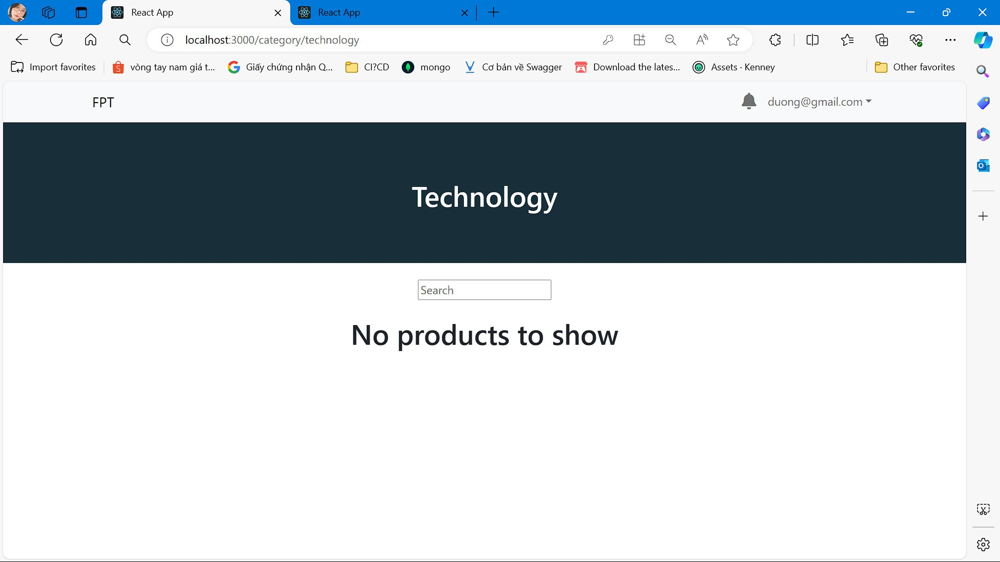 React App
React App
localhost:3000/category/technology
Import favorites
vòng tay nam giá t...
Giấy chứng nhận Q...
CI?CD
mongo
Cơ bản về Swagger
Download the lates...
Assets · Kenney
Other favorites
FPT
duong@gmail.com
Technology
Search
No products to show